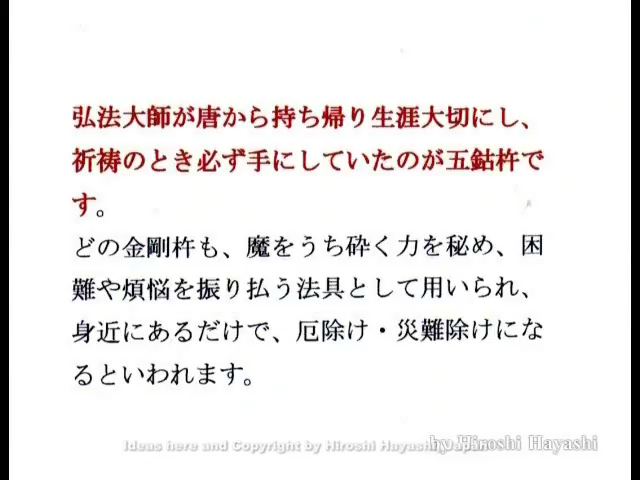 弘法大師が唐から持ち帰り生涯大切にし、
祈祷のとき必ず手にしていたのが五鈷杵で
す。
どの金剛杵も、魔をうち砕く力を秘め、困
難や煩悩を振り払う法具として用いられ、
身近にあるだけで、厄除け・災難除けにな
るといわれます。
Ideas here and Copyright by Hiroshi Hayashi, Japan
by Hiroshi Hayashi